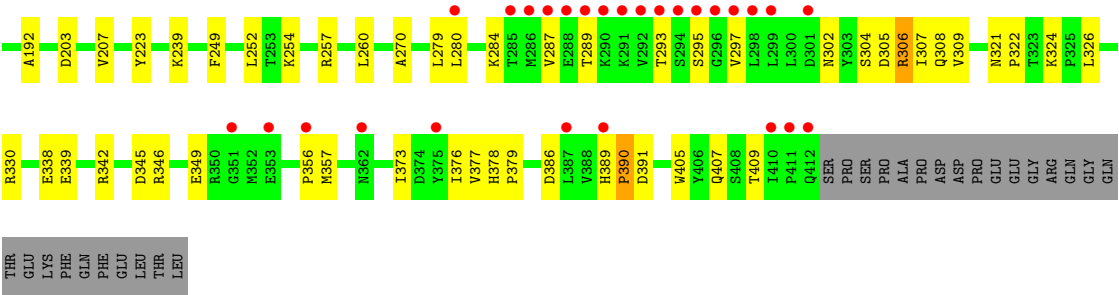 A192 D203 V207 Y223 K239 F249 L252 T253 K254 R257 L260 A270 L279 L280 K284 T285 M286 V287 E288 T289 K290 K291 V292 T293 S294 S295 G296 V297 L298 L299 L300 D301 N302 Y303 S304 D305 R306 I307 Q308 V309 N321 P322 T323 K324 P325 L326
R330 E338 E339 R342 D345 R346 E349 R350 G351 M352 E353 P356 M357 N362 I373 D374 Y375 I376 V377 H378 P379 D386 L387 V388 H389 P390 D391 W405 Y406 Q407 S408 T409 I410 P411 Q412 SER PRO SER PRO ALA PRO ASP ASP PRO GLU GLU GLY ARG GLN GLY GLN
THR GLU LYS PHE GLN PHE GLU LEU THR LEU